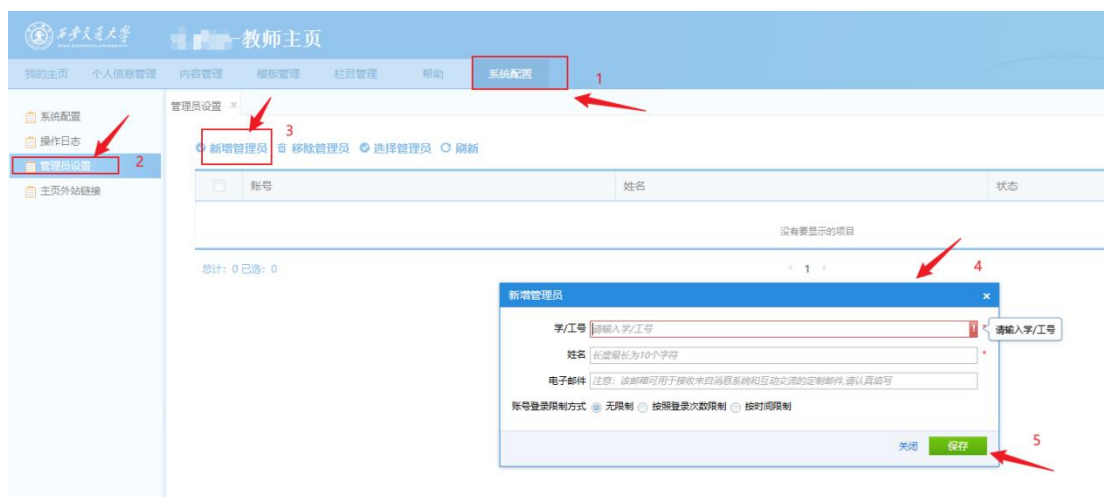 西安交通大学
-教师主页
我的主页 个人信息管理 内容管理 模板管理 栏目管理 帮助 系统配置
1
系统配置
操作日志
管理员设置
2
主页外站链接
管理员设置 ×
3
新增管理员 移除管理员 选择管理员 刷新
账号 姓名 状态
没有要显示的项目
总计: 0 已选: 0
1
4
新增管理员 ×
学/工号 请输入学/工号 ! * 请输入学/工号
姓名 长度最长为10个字符 *
电子邮件 注意: 该邮箱可用于接收来自消息系统和互动交流的定制邮件,请认真填写
账号登录限制方式 无限制 按照登录次数限制 按时间限制
关闭 保存
5